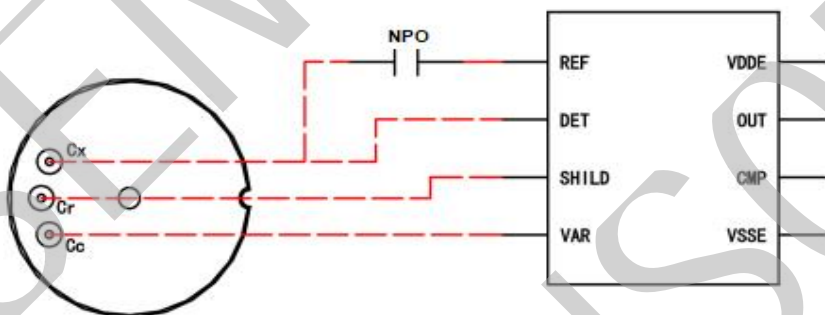 NPO
REF VDDE
DET OUT
Cx
SHILD CMP
Cr
VAR VSSE
Cc